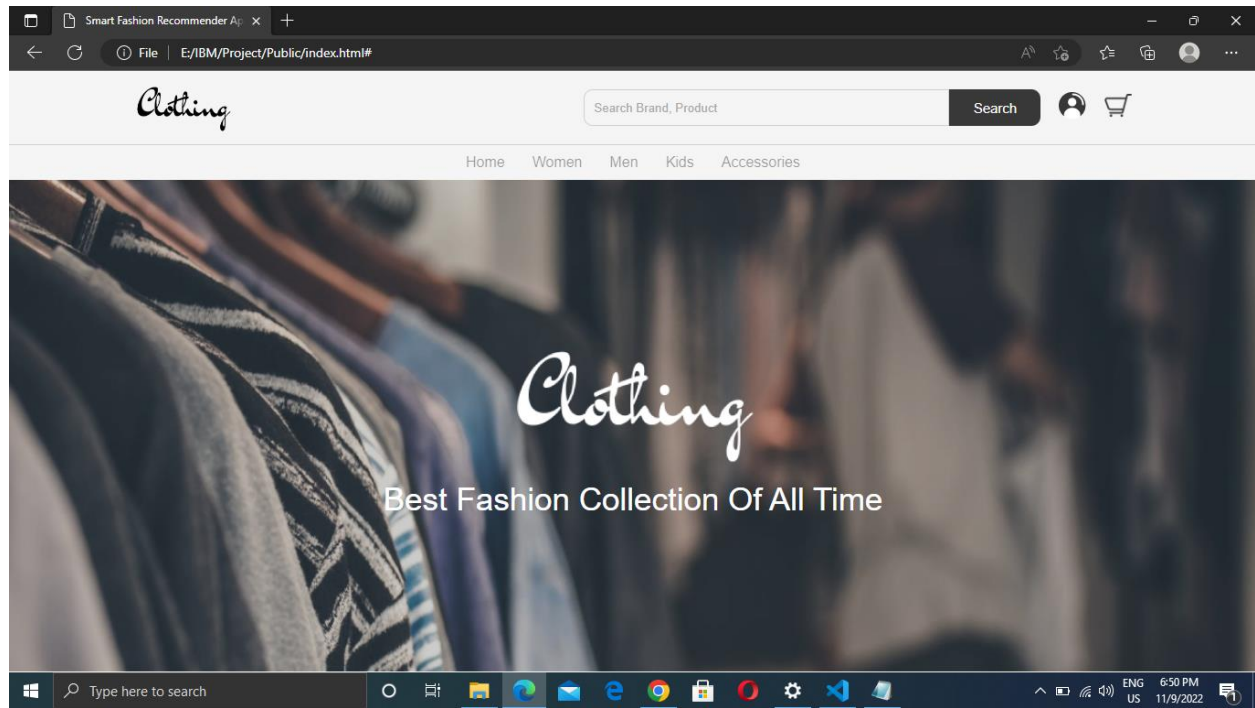 Smart Fashion Recommender Ap
File E:/IBM/Project/Public/index.html#
Clothing
Search Brand, Product
Search
Home Women Men Kids Accessories
Clothing
Best Fashion Collection Of All Time
Type here to search
ENG 6:50 PM
US 11/9/2022